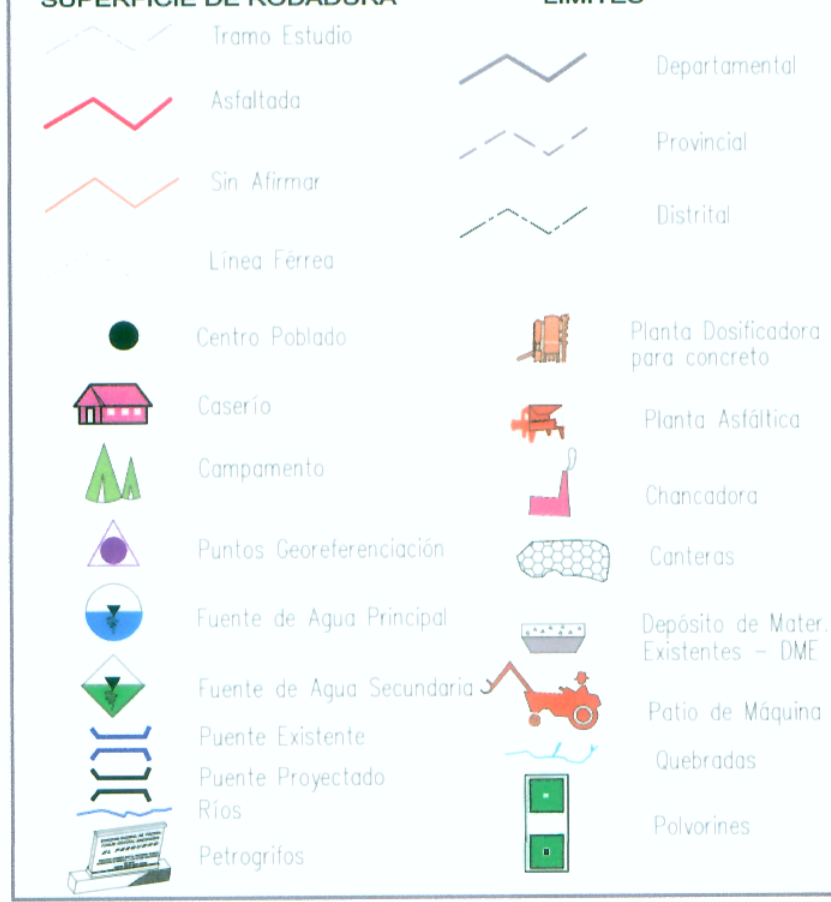 SUPERFICIE DE RODADURA
Tramo Estudio
Asfaltada
Sin Afirmar
Línea Férrea
Centro Poblado
Caserío
Campamento
Puntos Georeferenciación
Fuente de Agua Principal
Fuente de Agua Secundaria
Puente Existente
Puente Proyectado
Ríos
Petrogrifos
LIMITES
Departamental
Provincial
Distrital
Planta Dosificadora
para concreto
Planta Asfáltica
Chancadora
Canteras
Depósito de Mater.
Existentes - DME
Patio de Máquina
Quebradas
Polvorines